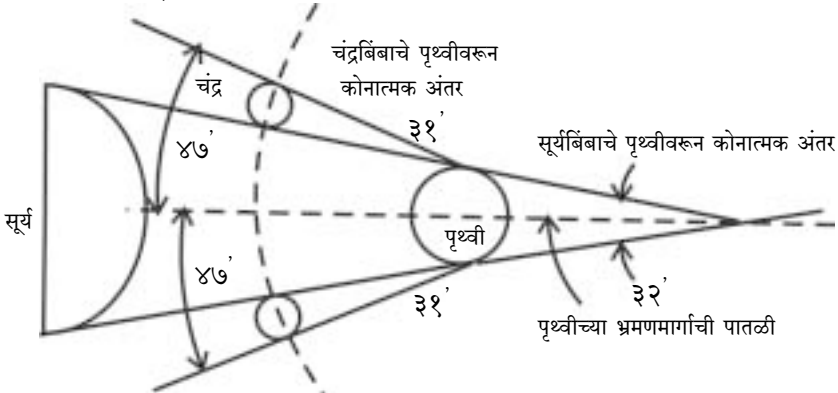 चंद्रबिंबाचे पृथ्वीवरून
कोनात्मक अंतर
चंद्र
३१'
४७'
सूर्यबिंबाचे पृथ्वीवरून कोनात्मक अंतर
सूर्य
पृथ्वी
४७'
३१'
३२'
पृथ्वीच्या भ्रमणमार्गाची पातळी